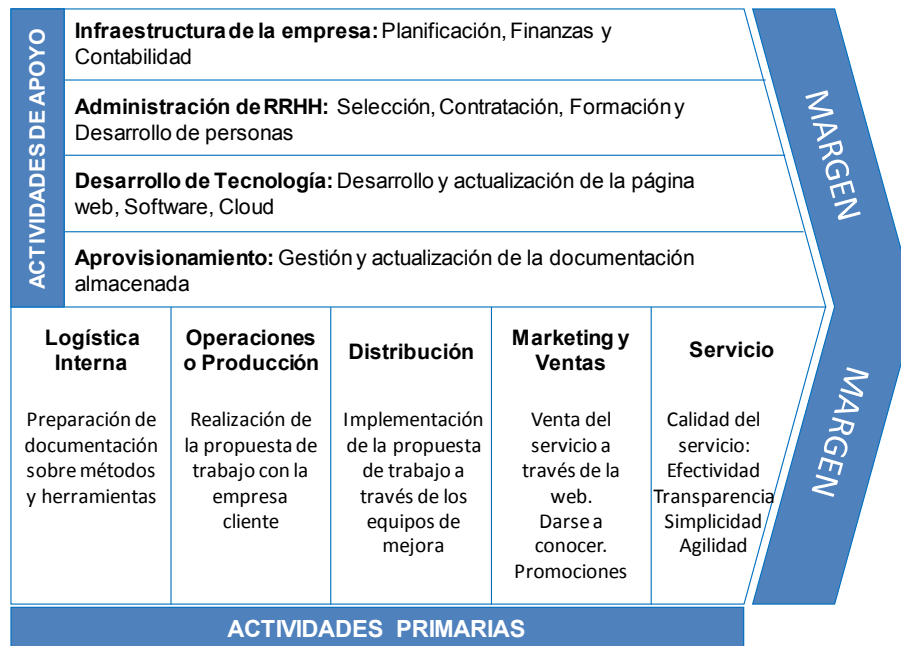 ACTIVIDADES DE APOYO
Infraestructura de la empresa: Planificación, Finanzas y
Contabilidad
Administración de RRHH: Selección, Contratación, Formación y
Desarrollo de personas
Desarrollo de Tecnología: Desarrollo y actualización de la página
web, Software, Cloud
Aprovisionamiento: Gestión y actualización de la documentación
almacenada
MARGEN
Logística
Interna
Preparación de
documentación
sobre métodos
y herramientas
Operaciones
o Producción
Realización de
la propuesta de
trabajo con la
empresa
cliente
Distribución
Implementación
de la propuesta
de trabajo a
través de los
equipos de
mejora
Marketing y
Ventas
Venta del
servicio a
través de la
web.
Darse a
conocer.
Promociones
Servicio
Calidad del
servicio:
Efectividad
Transparencia
Simplicidad
Agilidad
MARGEN
ACTIVIDADES PRIMARIAS